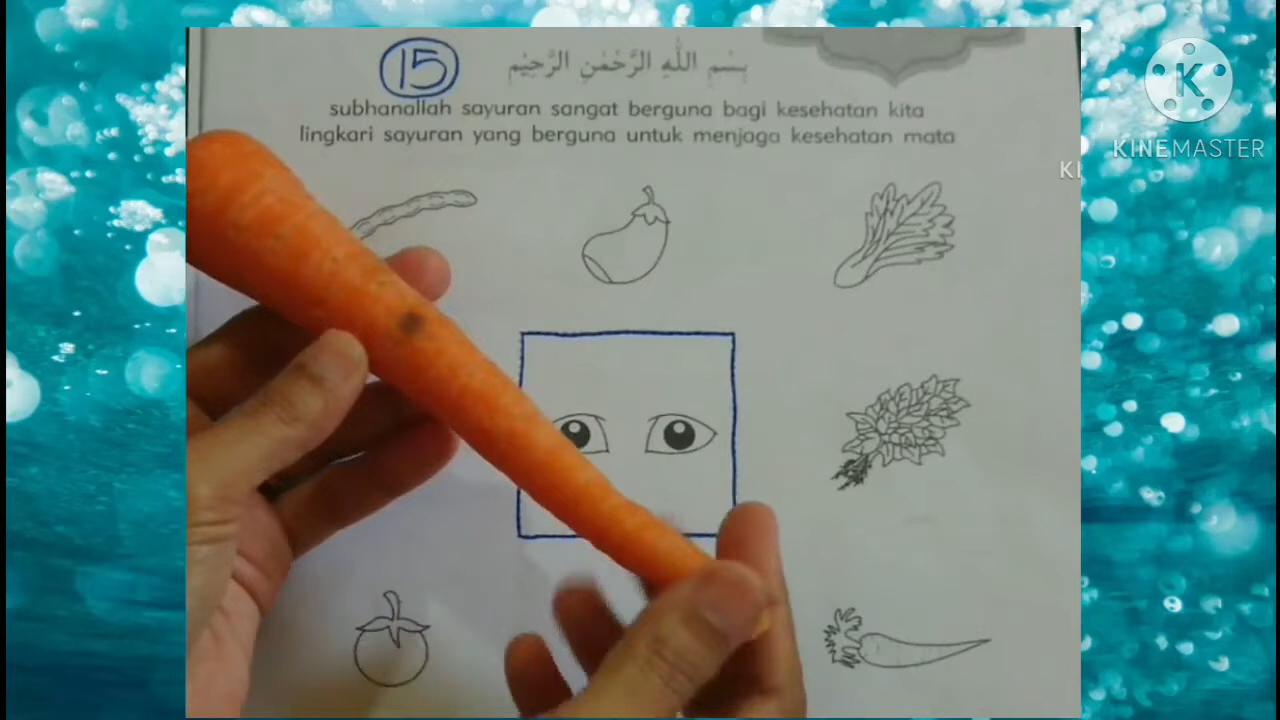 15
بِسْمِ اللّٰهِ الرَّحْمٰنِ الرَّحِيْمِ
subhanallah sayuran sangat berguna bagi kesehatan kita
lingkari sayuran yang berguna untuk menjaga kesehatan mata
K
KINEMASTER
KI